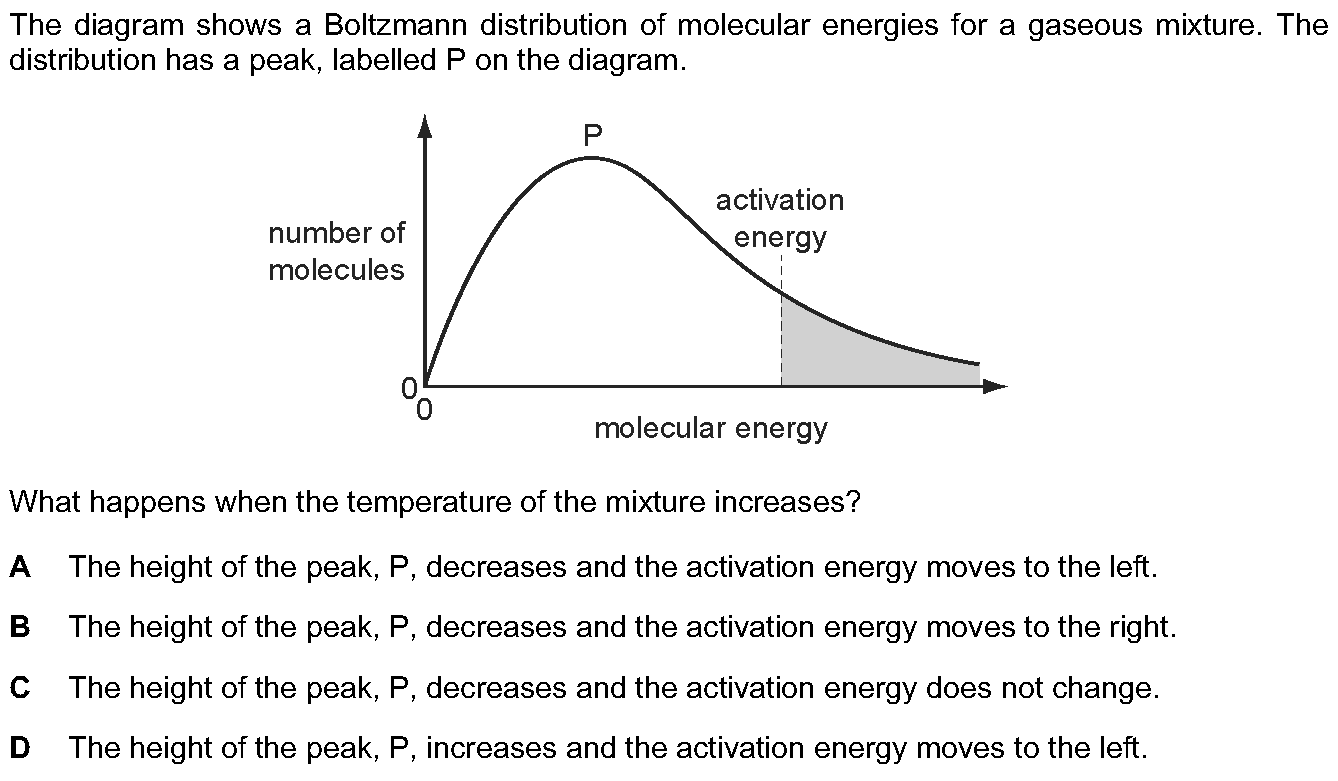 The diagram shows a Boltzmann distribution of molecular energies for a gaseous mixture. The
distribution has a peak, labelled P on the diagram.
P
activation
energy
number of
molecules
0
0
molecular energy
What happens when the temperature of the mixture increases?
A The height of the peak, P, decreases and the activation energy moves to the left.
B The height of the peak, P, decreases and the activation energy moves to the right.
C The height of the peak, P, decreases and the activation energy does not change.
D The height of the peak, P, increases and the activation energy moves to the left.